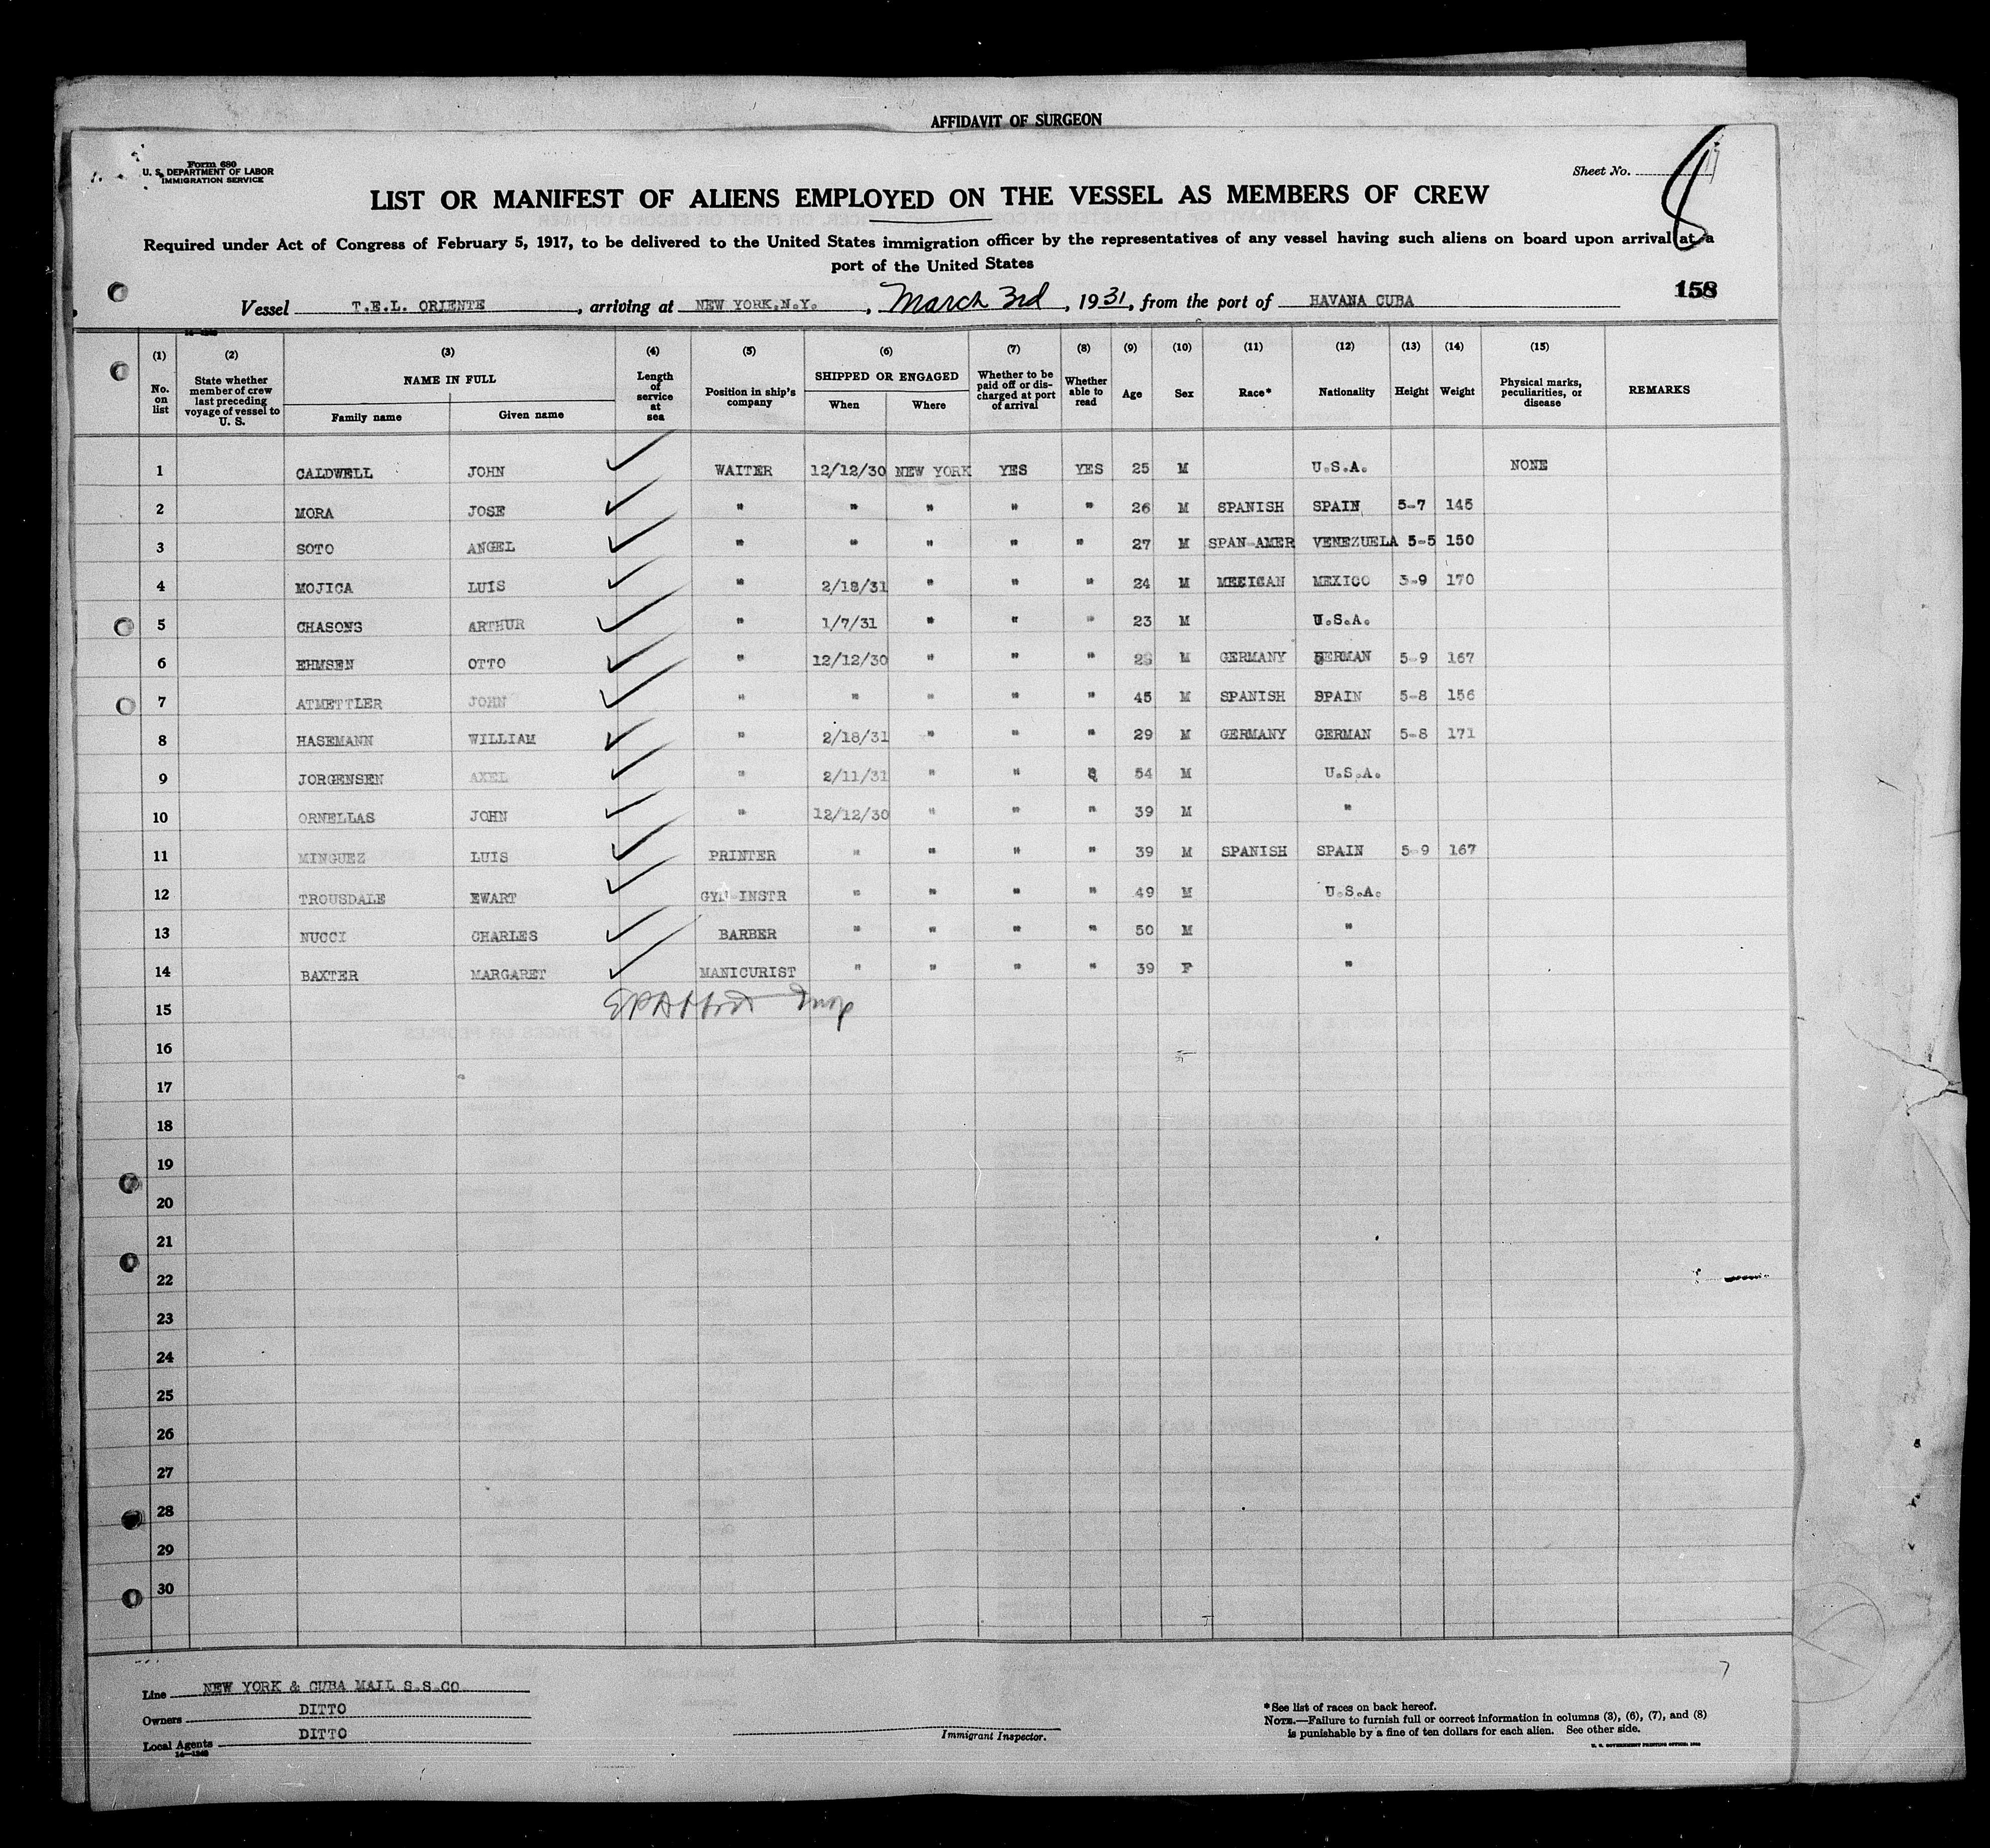 AFFIDAVIT OF SURGEON
Form 680
U. S. DEPARTMENT OF LABOR
IMMIGRATION SERVICE
Sheet No. 8
LIST OR MANIFEST OF ALIENS EMPLOYED ON THE VESSEL AS MEMBERS OF CREW
Required under Act of Congress of February 5, 1917, to be delivered to the United States immigration officer by the representatives of any vessel having such aliens on board upon arrival at a
port of the United States
158
Vessel T.E.L. ORIENTE, arriving at NEW YORK.N.Y., March 3rd, 1931, from the port of HAVANA CUBA
(1) (2) (3) (4) (5) (6) (7) (8) (9) (10) (11) (12) (13) (14) (15)
No. on list State whether member of crew last preceding voyage of vessel to U. S. NAME IN FULL Family name Given name Length of service at sea Position in ship's company SHIPPED OR ENGAGED When Where Whether to be paid off or discharged at port of arrival Whether able to read Age Sex Race* Nationality Height Weight Physical marks, peculiarities, or disease REMARKS
1 CALDWELL JOHN ✓ WAITER 12/12/30 NEW YORK YES YES 25 M U.S.A. NONE
2 MORA JOSE ✓ " " " " " 26 M SPANISH SPAIN 5-7 145
3 SOTO ANGEL ✓ " " " " " 27 M SPAN-AMER VENEZUELA 5-5 150
4 MOJICA LUIS ✓ " 2/18/31 " " " 24 M MEXICAN MEXICO 5-9 170
5 CHASONS ARTHUR ✓ " 1/7/31 " " " 23 M U.S.A.
6 EHMSEN OTTO ✓ " 12/12/30 " " " M GERMANY GERMAN 5-9 167
7 ATMETTLER JOHN ✓ " " " " " 45 M SPANISH SPAIN 5-8 156
8 HASEMANN WILLIAM ✓ " 2/18/31 " " " 29 M GERMANY GERMAN 5-8 171
9 JORGENSEN AXEL ✓ " 2/11/31 " " " 54 M U.S.A.
10 ORNELLAS JOHN ✓ " 12/12/30 " " " 39 M "
11 MINGUEZ LUIS ✓ PRINTER " " " " 39 M SPANISH SPAIN 5-9 167
12 TROUSDALE EWART ✓ GYM-INSTR " " " " 49 M U.S.A.
13 NUCCI CHARLES ✓ BARBER " " " " 50 M "
14 BAXTER MARGARET ✓ MANICURIST " " " " 39 F "
15
16
17
18
19
20
21
22
23
24
25
26
27
28
29
30
Line NEW YORK & CUBA MAIL S.S.CO.
Owners DITTO
Local Agents DITTO
14—1240
Immigrant Inspector.
* See list of races on back hereof.
NOTE.—Failure to furnish full or correct information in columns (3), (6), (7), and (8)
is punishable by a fine of ten dollars for each alien. See other side.